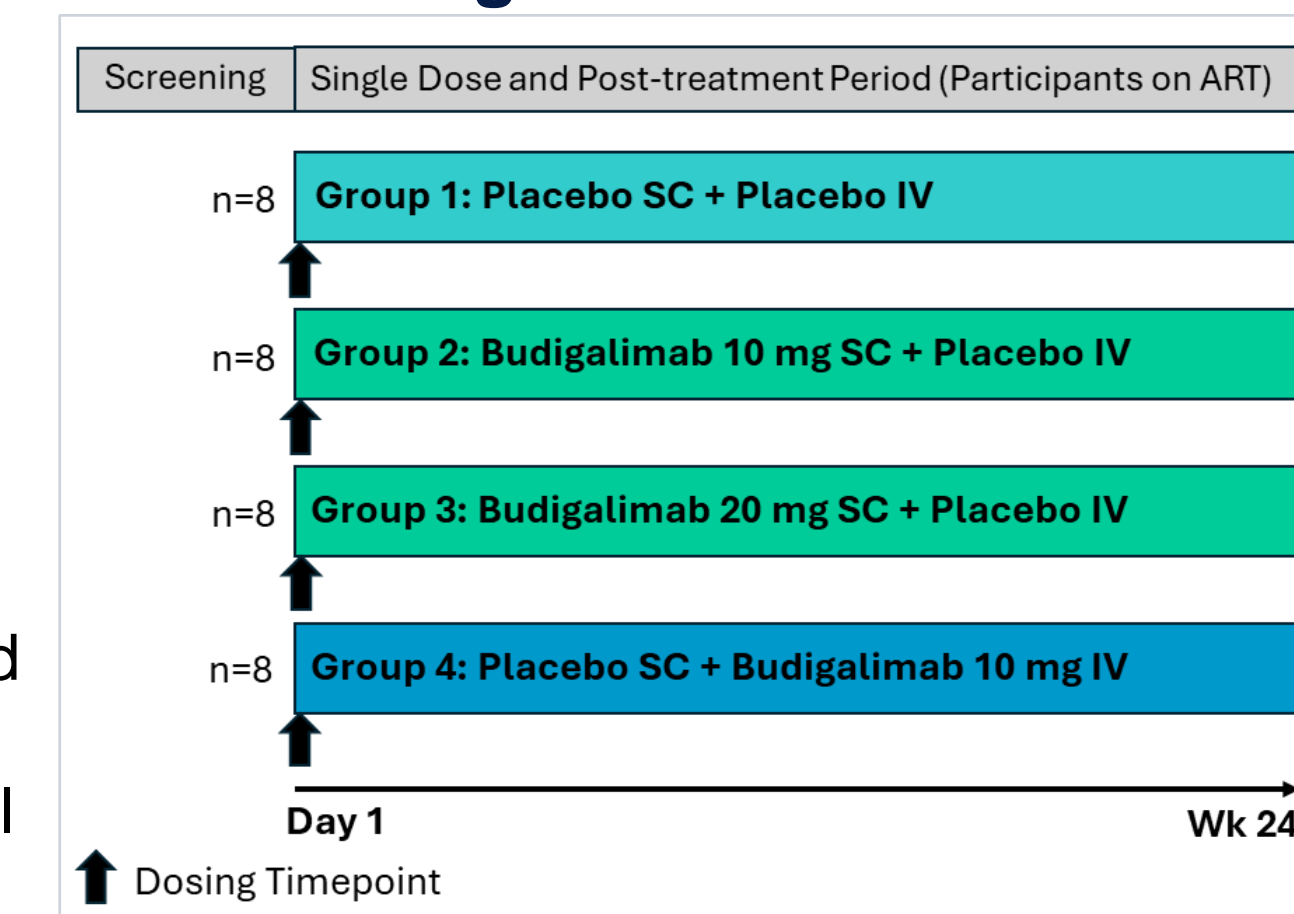 Screening
Single Dose and Post-treatment Period (Participants on ART)
n=8
Group 1: Placebo SC + Placebo IV
n=8
Group 2: Budigalimab 10 mg SC + Placebo IV
n=8
Group 3: Budigalimab 20 mg SC + Placebo IV
n=8
Group 4: Placebo SC + Budigalimab 10 mg IV
Day 1
Wk 24
Dosing Timepoint